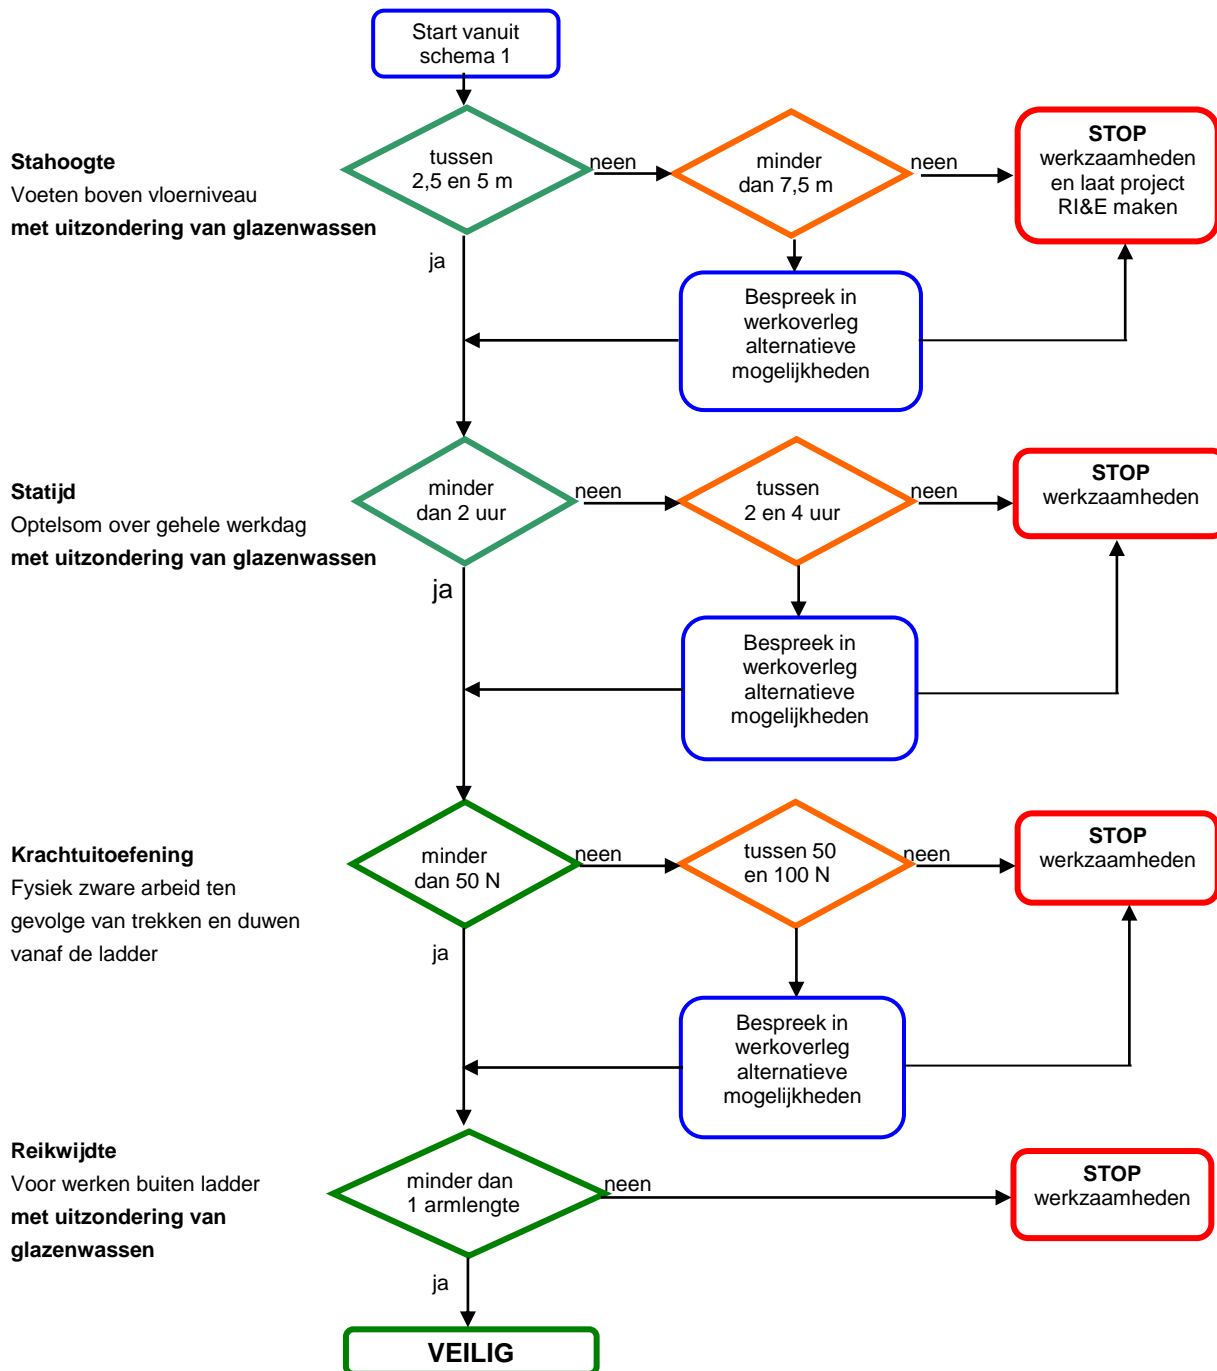 Start vanuit
schema 1
Stahoogte
Voeten boven vloerniveau
met uitzondering van glazenwassen
tussen
2,5 en 5 m
neen
minder
dan 7,5 m
neen
STOP
werkzaamheden
en laat project
RI&E maken
ja
Bespreek in
werkoverleg
alternatieve
mogelijkheden
Statijd
Optelsom over gehele werkdag
met uitzondering van glazenwassen
minder
dan 2 uur
neen
tussen
2 en 4 uur
neen
STOP
werkzaamheden
ja
Bespreek in
werkoverleg
alternatieve
mogelijkheden
Krachtuitoefening
Fysiek zware arbeid ten
gevolge van trekken en duwen
vanaf de ladder
minder
dan 50 N
neen
tussen 50
en 100 N
neen
STOP
werkzaamheden
ja
Bespreek in
werkoverleg
alternatieve
mogelijkheden
Reikwijdte
Voor werken buiten ladder
met uitzondering van
glazenwassen
minder dan
1 armlengte
neen
STOP
werkzaamheden
ja
VEILIG